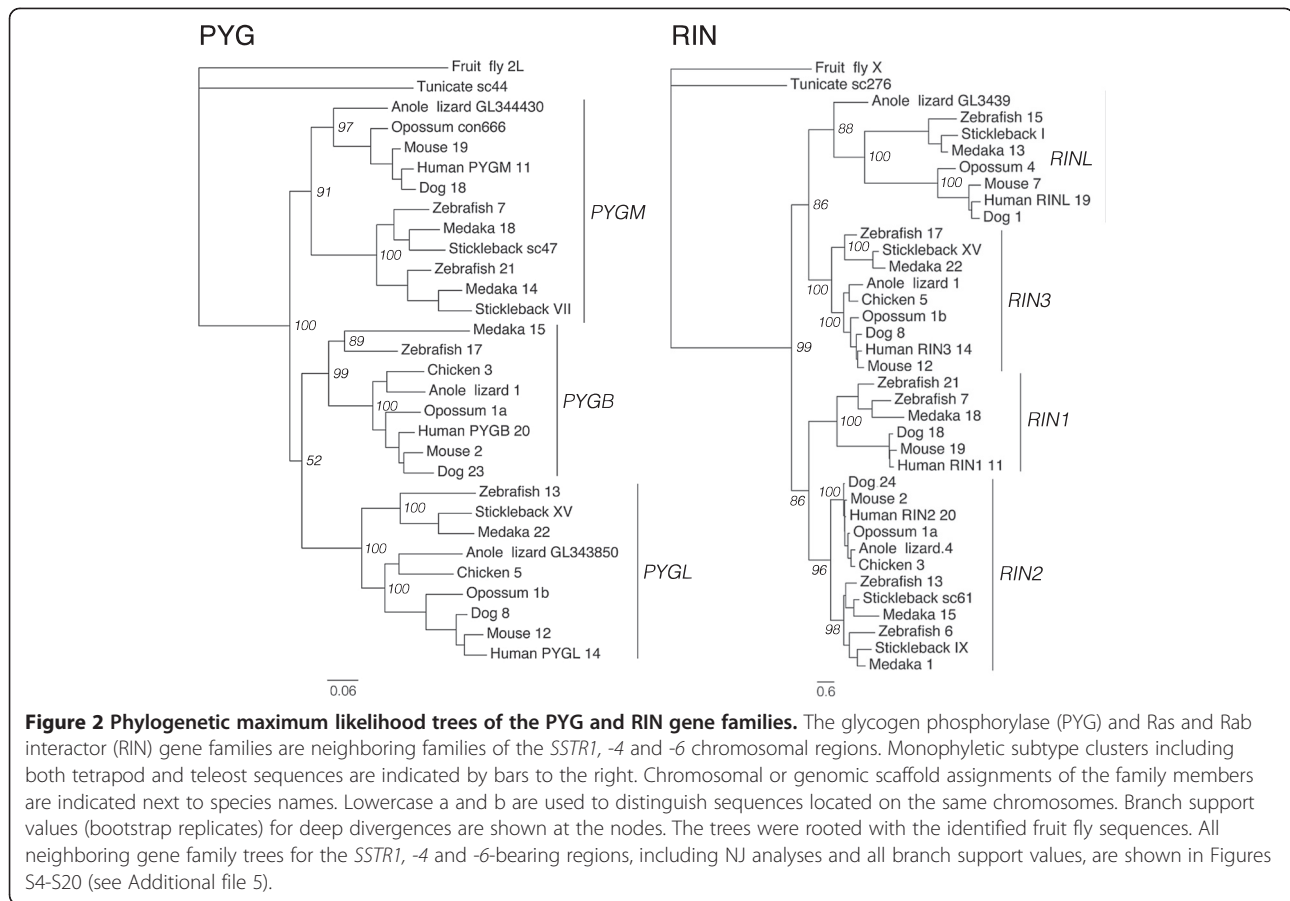 PYG
Fruit fly 2L
Tunicate sc44
Anole lizard GL344430
97
Opossum con666
Mouse 19
Human PYGM 11
Dog 18
91
PYGM
Zebrafish 7
Medaka 18
100
Stickleback sc47
Zebrafish 21
Medaka 14
Stickleback VII
100
Medaka 15
89
Zebrafish 17
99
Chicken 3
Anole lizard 1
100
PYGB
Opossum 1a
Human PYGB 20
Mouse 2
Dog 23
52
Zebrafish 13
100
Stickleback XV
Medaka 22
100
Anole lizard GL343850
Chicken 5
PYGL
100
Opossum 1b
Dog 8
Mouse 12
Human PYGL 14
0.06
RIN
Fruit fly X
Tunicate sc276
Anole lizard GL3439
88
Zebrafish 15
Stickleback I
Medaka 13
RINL
100
Opossum 4
100
Mouse 7
Human RINL 19
Dog 1
86
Zebrafish 17
100
Stickleback XV
Medaka 22
100
Anole lizard 1
RIN3
Chicken 5
100
Opossum 1b
Dog 8
Human RIN3 14
Mouse 12
99
Zebrafish 21
Zebrafish 7
100
Medaka 18
RIN1
Dog 18
Mouse 19
Human RIN1 11
86
100
Dog 24
Mouse 2
Human RIN2 20
Opossum 1a
Anole lizard.4
Chicken 3
96
RIN2
Zebrafish 13
Stickleback sc61
Medaka 15
98
Zebrafish 6
Stickleback IX
Medaka 1
0.6
Figure 2 Phylogenetic maximum likelihood trees of the PYG and RIN gene families. The glycogen phosphorylase (PYG) and Ras and Rab
interactor (RIN) gene families are neighboring families of the SSTR1, -4 and -6 chromosomal regions. Monophyletic subtype clusters including
both tetrapod and teleost sequences are indicated by bars to the right. Chromosomal or genomic scaffold assignments of the family members
are indicated next to species names. Lowercase a and b are used to distinguish sequences located on the same chromosomes. Branch support
values (bootstrap replicates) for deep divergences are shown at the nodes. The trees were rooted with the identified fruit fly sequences. All
neighboring gene family trees for the SSTR1, -4 and -6-bearing regions, including NJ analyses and all branch support values, are shown in Figures
S4-S20 (see Additional file 5).